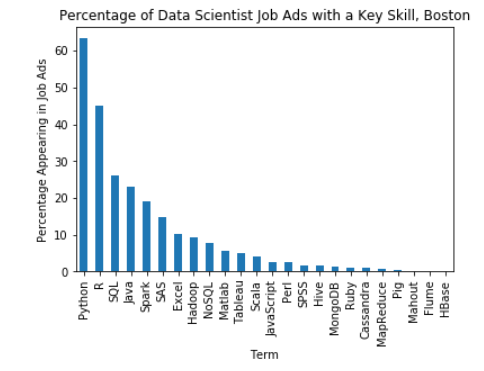 Percentage of Data Scientist Job Ads with a Key Skill, Boston
Percentage Appearing in Job Ads
60
50
40
30
20
10
0
Python
R
SQL
Java
Spark
SAS
Excel
Hadoop
NoSQL
Matlab
Tableau
Scala
JavaScript
Perl
SPSS
Hive
MongoDB
Ruby
Cassandra
MapReduce
Pig
Mahout
Flume
HBase
Term